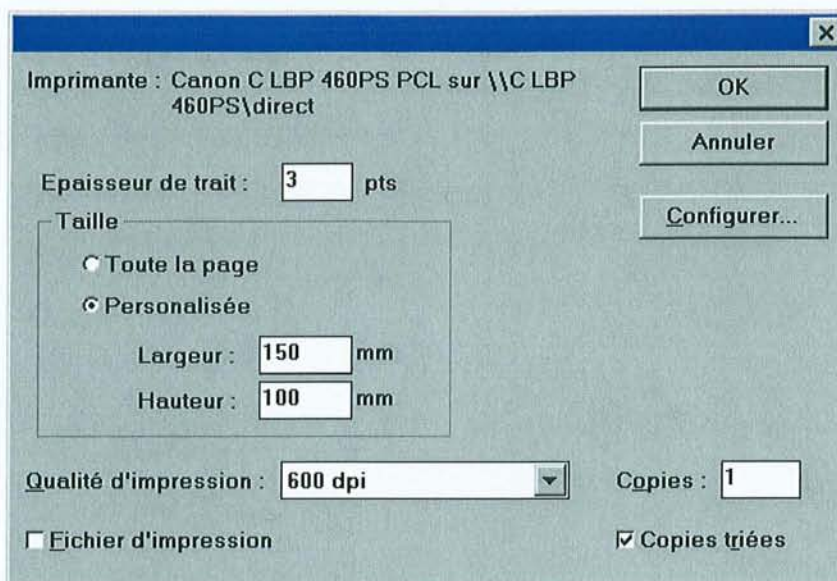 Imprimante : Canon C LBP 460PS PCL sur \\C LBP
460PS\direct
OK
Annuler
Epaisseur de trait : 3 pts
Configurer...
Taille
Toute la page
Personalisée
Largeur : 150 mm
Hauteur : 100 mm
Qualité d'impression : 600 dpi
Copies : 1
Fichier d'impression
Copies triées